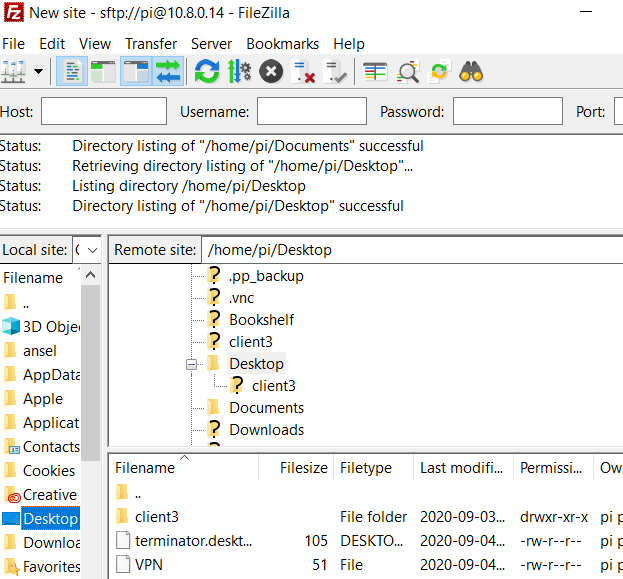 New site - sftp://pi@10.8.0.14 - FileZilla
File Edit View Transfer Server Bookmarks Help
Host: Username: Password: Port:
Status: Directory listing of "/home/pi/Documents" successful
Status: Retrieving directory listing of "/home/pi/Desktop"...
Status: Listing directory /home/pi/Desktop
Status: Directory listing of "/home/pi/Desktop" successful
Local site:
Filename
..
3D Obje
ansel
AppData
Apple
Applicat
Contacts
Cookies
Creative
Desktop
Downloa
Favorites
Remote site: /home/pi/Desktop
.pp_backup
.vnc
Bookshelf
client3
Desktop
client3
Documents
Downloads
Filename Filesize Filetype Last modifi... Permissi... Ow
..
client3 File folder 2020-09-03... drwxr-xr-x pi p
terminator.deskt... 105 DESKTO... 2020-09-04... -rw-r--r-- pi p
VPN 51 File 2020-09-04... -rw-r--r-- pi p